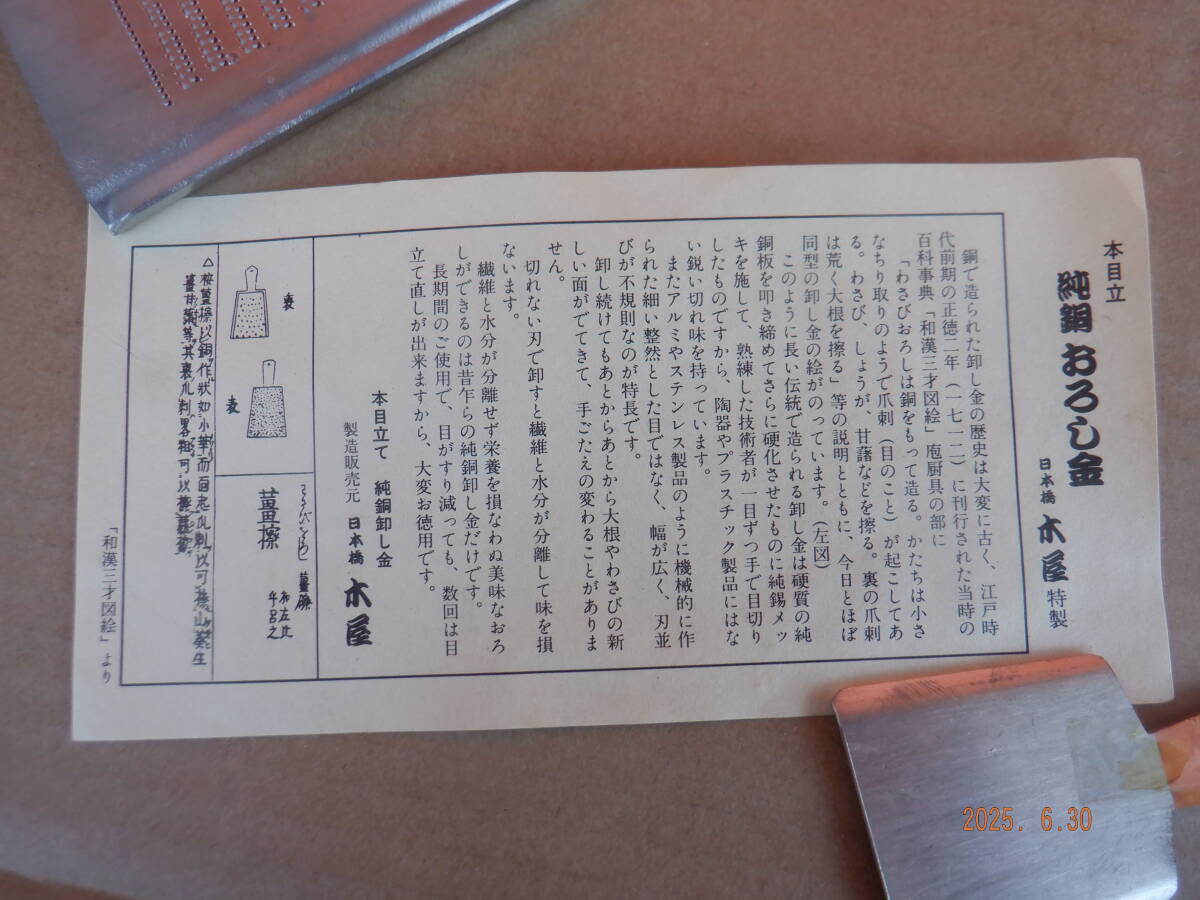 本目立
純銅 おろし金
日本橋 木屋 特製
銅で造られた卸し金の歴史は大変に古く、江戸時
代前期の正徳二年（一七一二）に刊行された当時の
百科事典「和漢三才図絵」庖厨具の部に
「わさびおろしは銅をもって造る。かたちは小さ
なちり取りのようで爪刺（目のこと）が起こしてあ
る。わさび、しょうが、甘藷などを擦る。裏の爪刺
は荒く大根を擦る」等の説明とともに、今日とほぼ
同型の卸し金の絵がのっています。（左図）
このように長い伝統で造られる卸し金は硬質の純
銅板を叩き締めてさらに硬化させたものに純錫メッ
キを施して、熟練した技術者が一目ずつ手で目切り
したものですから、陶器やプラスチック製品にはな
い鋭い切れ味を持っています。
またアルミやステンレス製品のように機械的に作
られた細い整然とした目ではなく、幅が広く、刃並
びが不規則なのが特長です。
卸し続けてもあとからあとから大根やわさびの新
しい面がでてきて、手ごたえの変わることがありま
せん。
切れない刃で卸すと繊維と水分が分離して味を損
ないます。
繊維と水分が分離せず栄養を損なわぬ美味なおろ
しができるのは昔乍らの純銅卸し金だけです。
長期間のご使用で、目がすり減っても、数回は目
立て直しが出来ますから、大変お徳用です。
本目立て 純銅卸し金
製造販売元 日本橋 木屋
表
裏
薑擦
△按薑擦以銅作状如小箕而面起爪刺以可磨山葵生
「和漢三才図絵」より
2025. 6.30